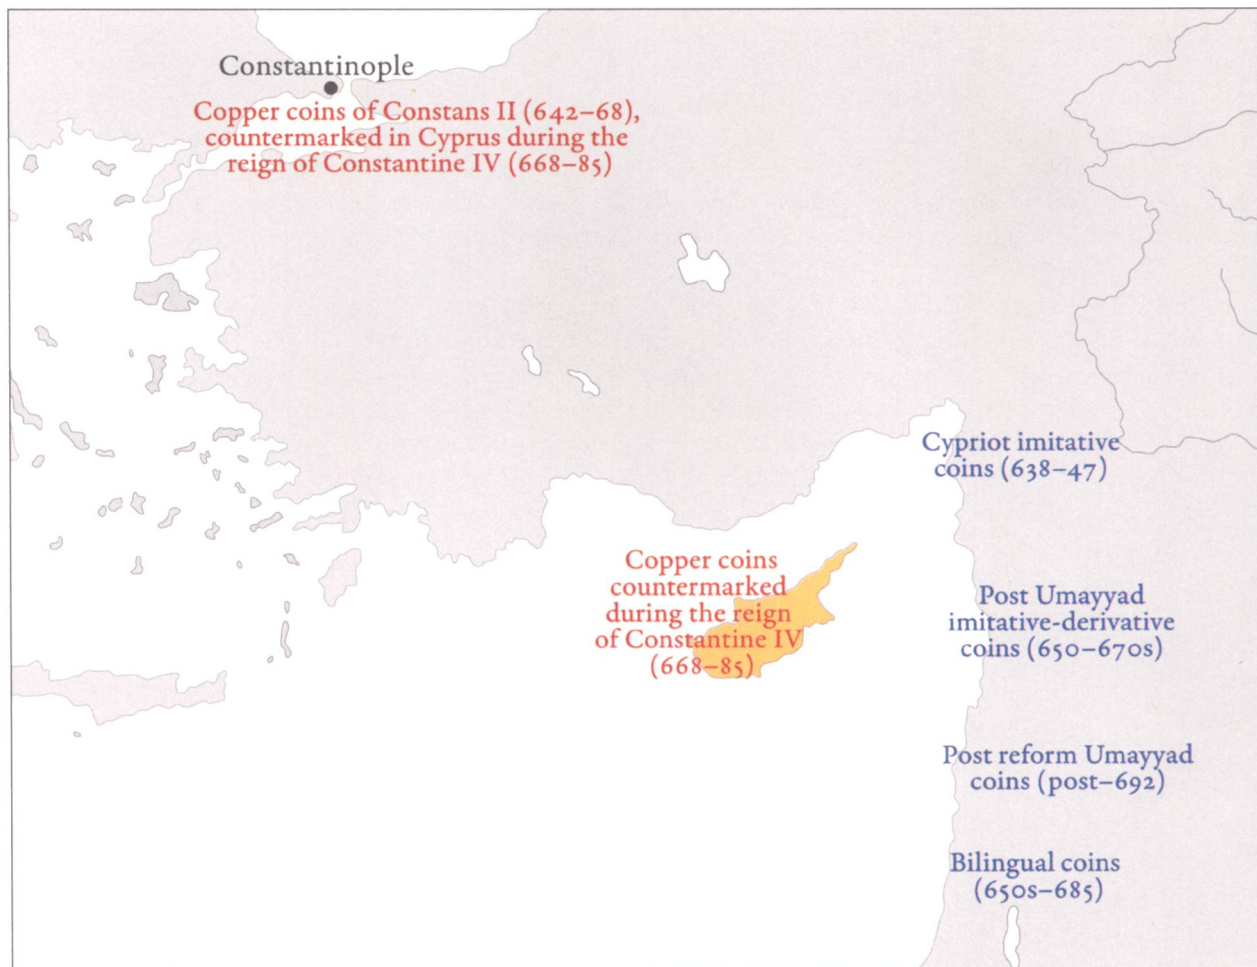 Constantinople
Copper coins of Constans II (642–68),
countermarked in Cyprus during the
reign of Constantine IV (668–85)
Cypriot imitative
coins (638–47)
Copper coins
countermarked
during the reign
of Constantine IV
(668–85)
Post Umayyad
imitative-derivative
coins (650–670s)
Post reform Umayyad
coins (post–692)
Bilingual coins
(650s–685)